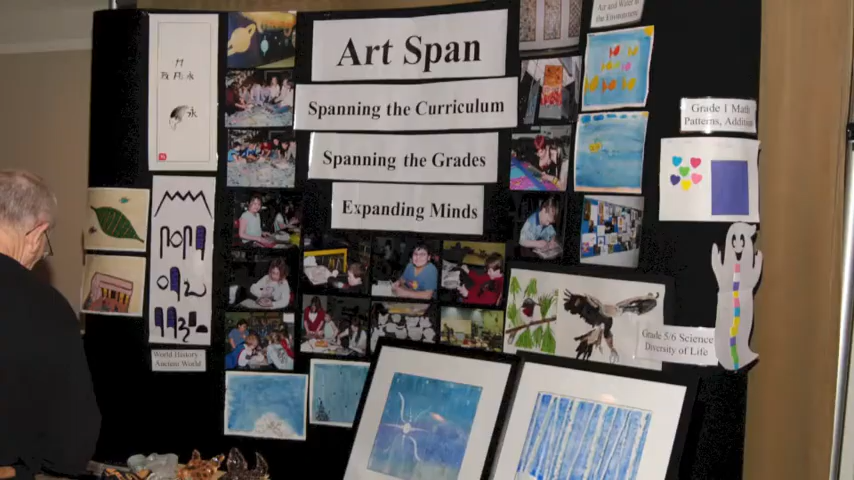 Art Span
Spanning the Curriculum
Spanning the Grades
Expanding Minds
Art and Water in
the Environment
Grade 1 Math
Patterns, Addition
Grade 5/6 Science
Diversity of Life
World History
Ancient World